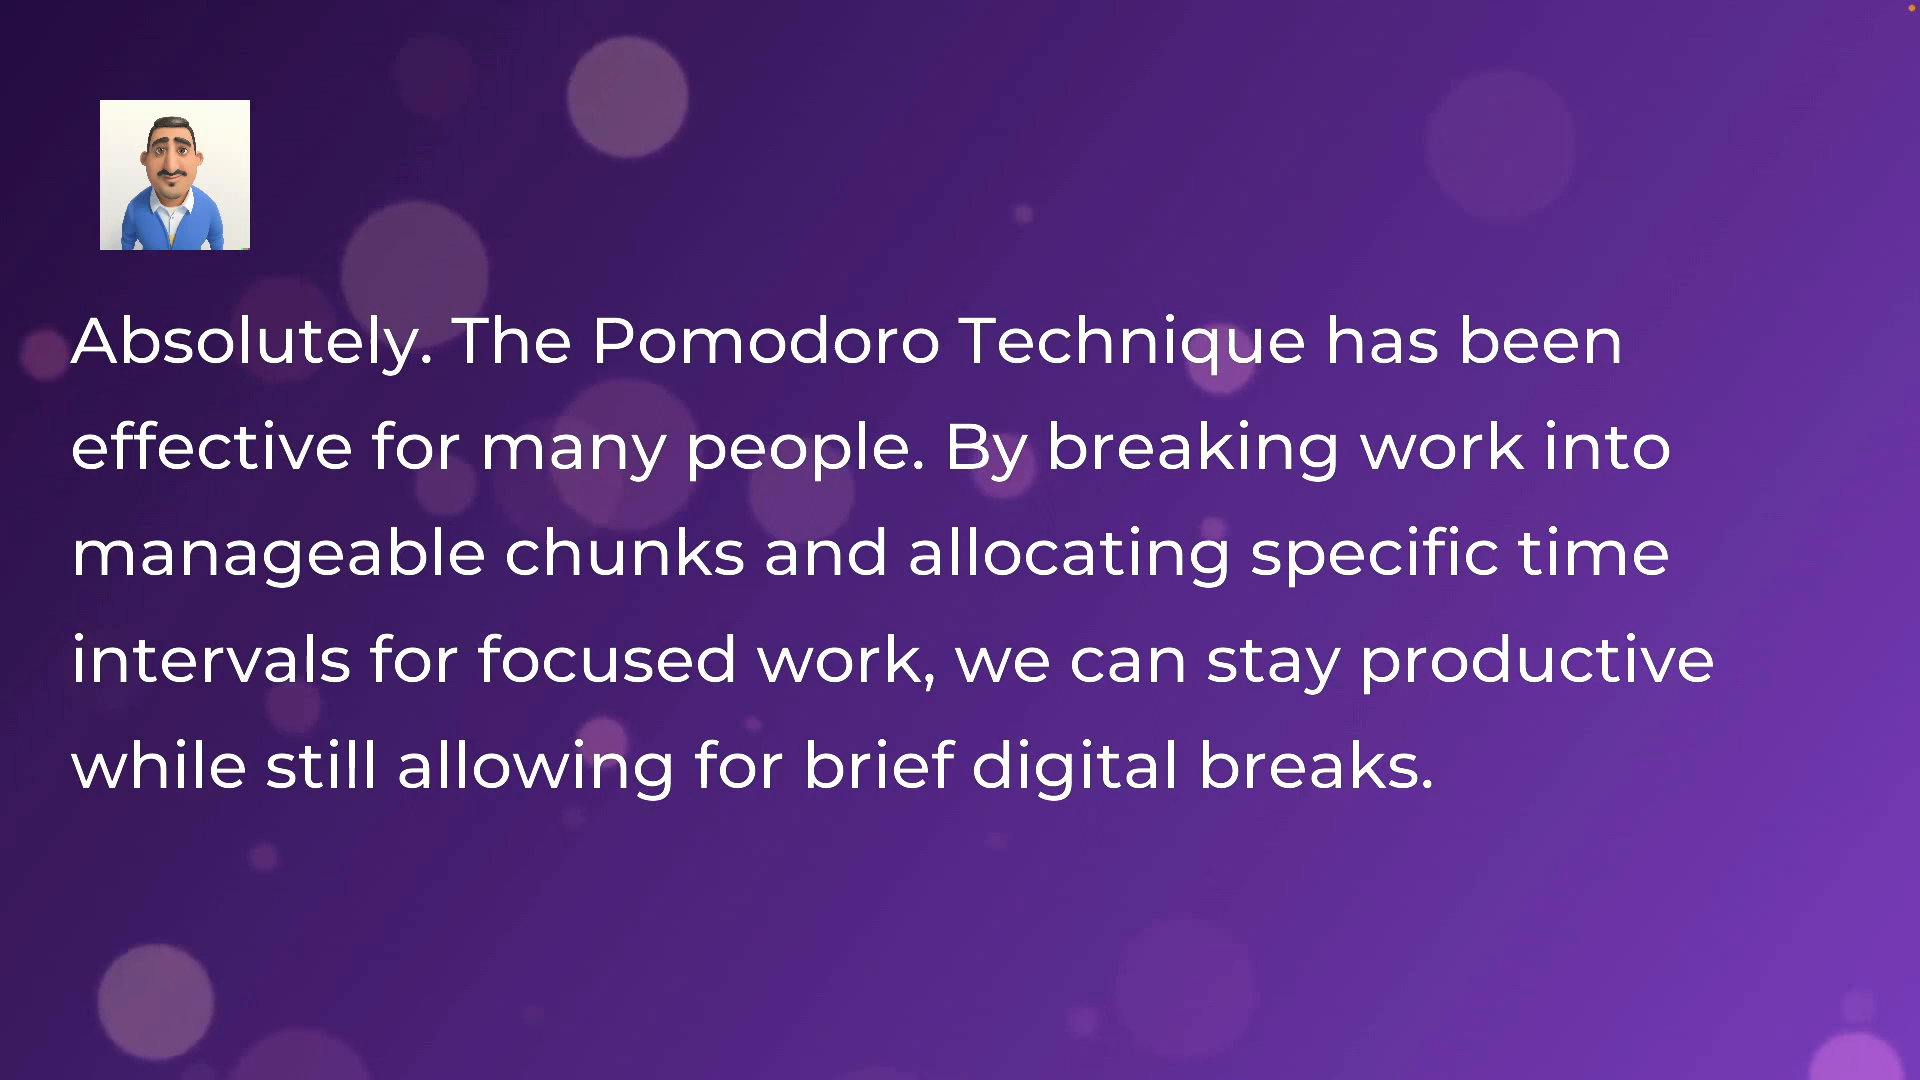 Absolutely. The Pomodoro Technique has been
effective for many people. By breaking work into
manageable chunks and allocating specific time
intervals for focused work, we can stay productive
while still allowing for brief digital breaks.